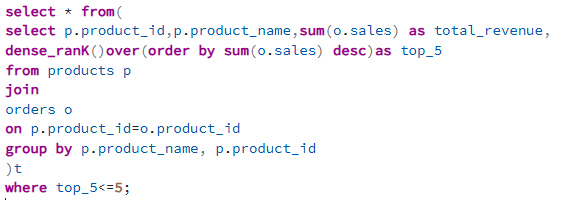 select * from(
select p.product_id,p.product_name,sum(o.sales) as total_revenue,
dense_ranK()over(order by sum(o.sales) desc)as top_5
from products p
join
orders o
on p.product_id=o.product_id
group by p.product_name, p.product_id
)t
where top_5<=5;